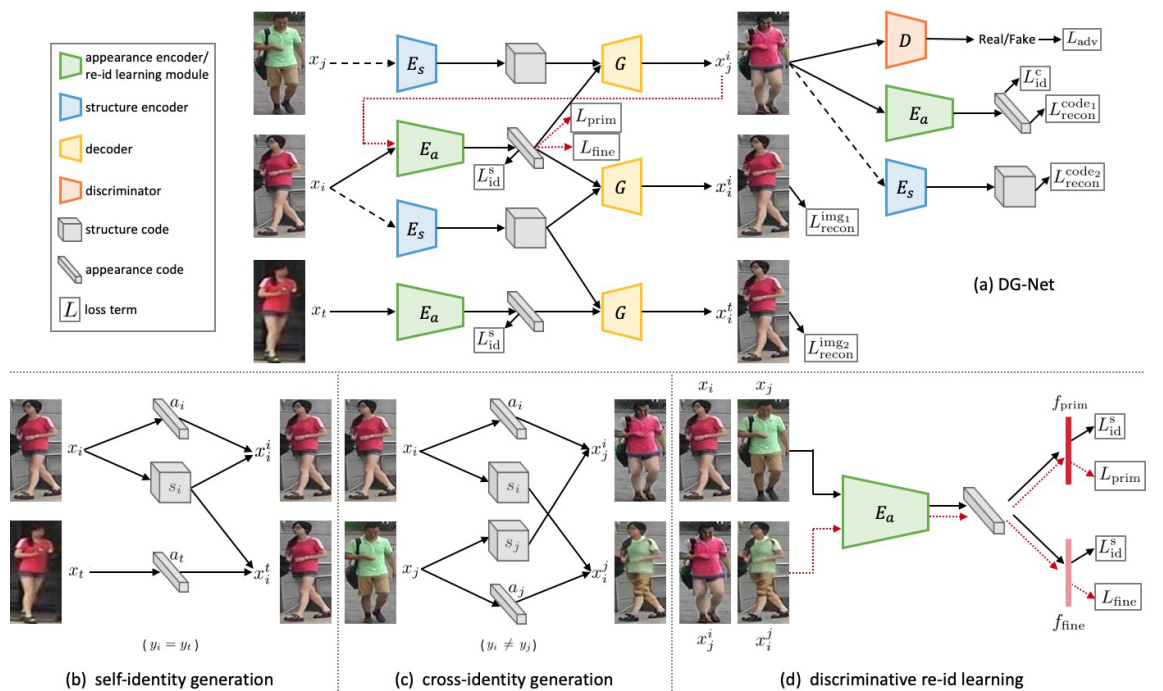 appearance encoder/
re-id learning module
structure encoder
decoder
discriminator
structure code
appearance code
L loss term
x_j
E_s
G
x_j^i
D
Real/Fake
L_adv
L_id^c
E_a
L_recon^code_1
E_s
L_recon^code_2
L_prim
L_fine
E_a
L_id^s
x_i
G
x_i^i
L_recon^img_1
E_s
(a) DG-Net
x_t
E_a
L_id^s
G
x_i^t
L_recon^img_2
x_i
a_i
s_i
x_i^i
x_t
a_t
x_i^t
(y_i = y_t)
(b) self-identity generation
x_i
a_i
s_i
x_j^i
s_j
x_j
a_j
x_i^j
(y_i ≠ y_j)
(c) cross-identity generation
x_i x_j
f_prim
L_id^s
L_prim
E_a
L_id^s
L_fine
f_fine
x_j^i x_i^j
(d) discriminative re-id learning